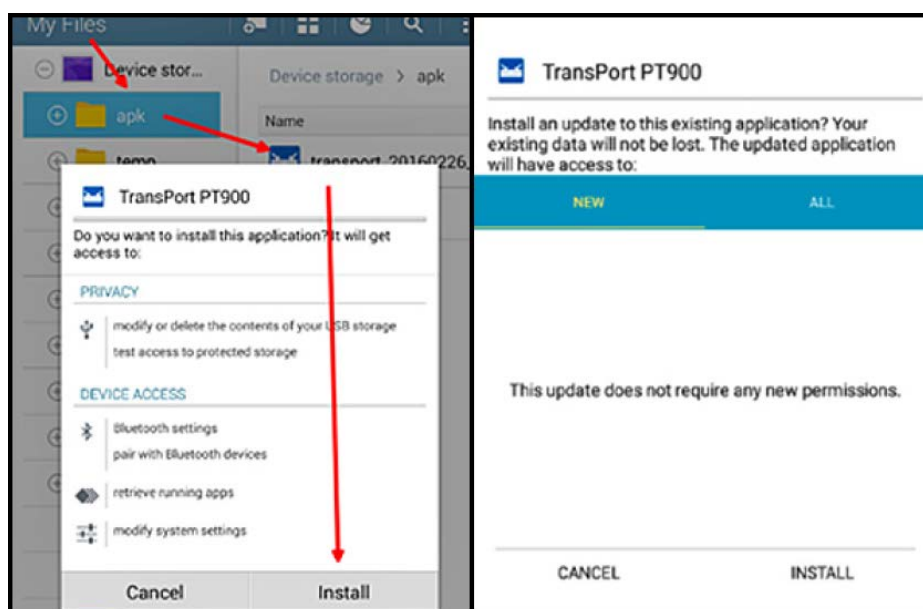 My Files
Device stor...
apk
temp
Device storage > apk
Name
transport_20160226_
TransPort PT900
Do you want to install this application? It will get
access to:
PRIVACY
modify or delete the contents of your USB storage
test access to protected storage
DEVICE ACCESS
Bluetooth settings
pair with Bluetooth devices
retrieve running apps
modify system settings
Cancel
Install
TransPort PT900
Install an update to this existing application? Your
existing data will not be lost. The updated application
will have access to:
NEW
ALL
This update does not require any new permissions.
CANCEL
INSTALL